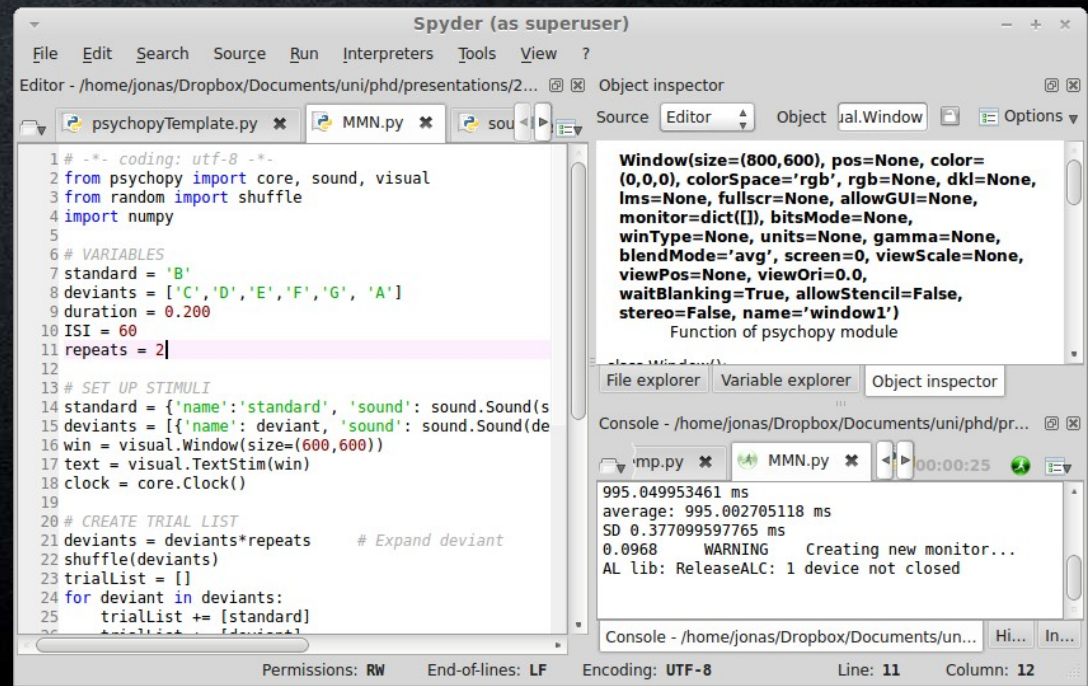 Spyder (as superuser)
File Edit Search Source Run Interpreters Tools View ?
Editor - /home/jonas/Dropbox/Documents/uni/phd/presentations/2...
psychopyTemplate.py MMN.py sou
1 # -*- coding: utf-8 -*-
2 from psychopy import core, sound, visual
3 from random import shuffle
4 import numpy
5
6 # VARIABLES
7 standard = 'B'
8 deviants = ['C','D','E','F','G', 'A']
9 duration = 0.200
10 ISI = 60
11 repeats = 2
12
13 # SET UP STIMULI
14 standard = {'name':'standard', 'sound': sound.Sound(s
15 deviants = [{'name': deviant, 'sound': sound.Sound(de
16 win = visual.Window(size=(600,600))
17 text = visual.TextStim(win)
18 clock = core.Clock()
19
20 # CREATE TRIAL LIST
21 deviants = deviants*repeats # Expand deviant
22 shuffle(deviants)
23 trialList = []
24 for deviant in deviants:
25 trialList += [standard]
Object inspector
Source Editor Object ual.Window Options
Window(size=(800,600), pos=None, color=
(0,0,0), colorSpace='rgb', rgb=None, dkl=None,
lms=None, fullscr=None, allowGUI=None,
monitor=dict([]), bitsMode=None,
winType=None, units=None, gamma=None,
blendMode='avg', screen=0, viewScale=None,
viewPos=None, viewOri=0.0,
waitBlanking=True, allowStencil=False,
stereo=False, name='window1')
Function of psychopy module
class Window():
File explorer Variable explorer Object inspector
Console - /home/jonas/Dropbox/Documents/uni/phd/pr...
emp.py MMN.py 00:00:25
995.049953461 ms
average: 995.002705118 ms
SD 0.377099597765 ms
0.0968 WARNING Creating new monitor...
AL lib: ReleaseALC: 1 device not closed
Console - /home/jonas/Dropbox/Documents/un... Hi... In...
Permissions: RW End-of-lines: LF Encoding: UTF-8 Line: 11 Column: 12